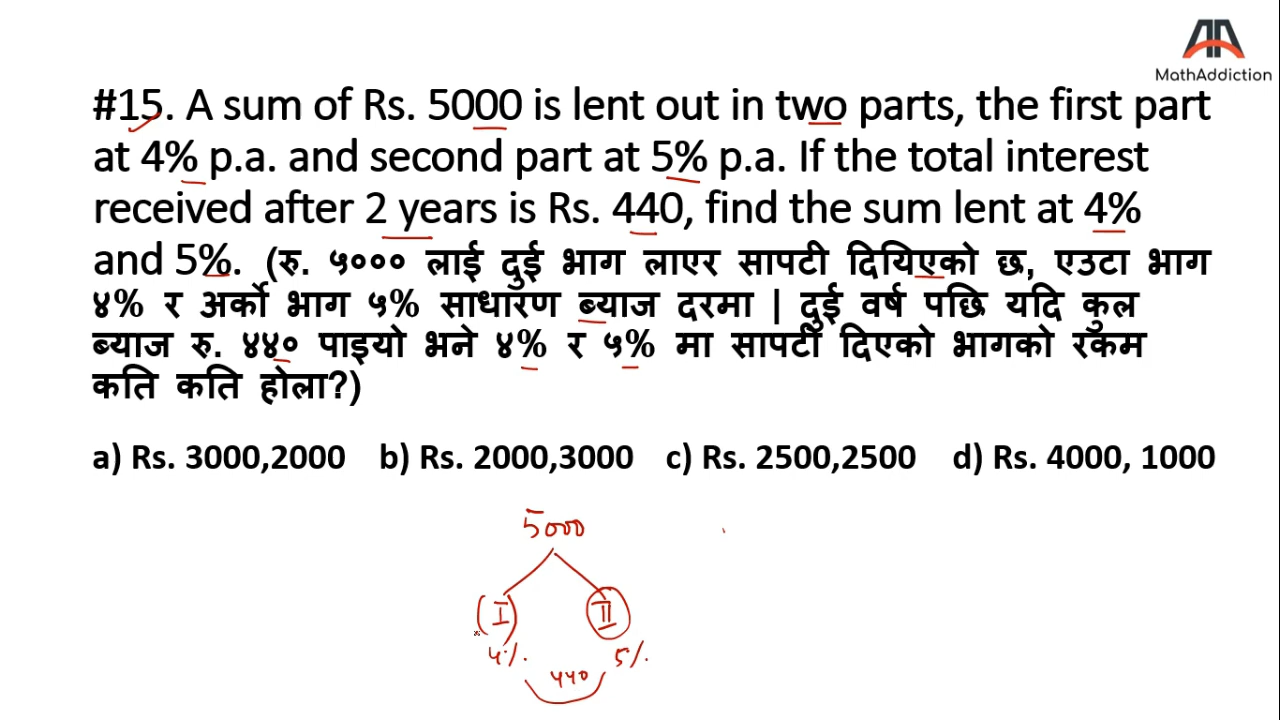 MathAddiction
#15. A sum of Rs. 5000 is lent out in two parts, the first part
at 4% p.a. and second part at 5% p.a. If the total interest
received after 2 years is Rs. 440, find the sum lent at 4%
and 5%. (रु. ५००० लाई दुई भाग लाएर सापटी दियिएको छ, एउटा भाग
४% र अर्को भाग ५% साधारण ब्याज दरमा | दुई वर्ष पछि यदि कुल
ब्याज रु. ४४० पाइयो भने ४% र ५% मा सापटी दिएको भागको रकम
कति कति होला?)
a) Rs. 3000,2000 b) Rs. 2000,3000 c) Rs. 2500,2500 d) Rs. 4000, 1000
5000
I II
4% 5%
440